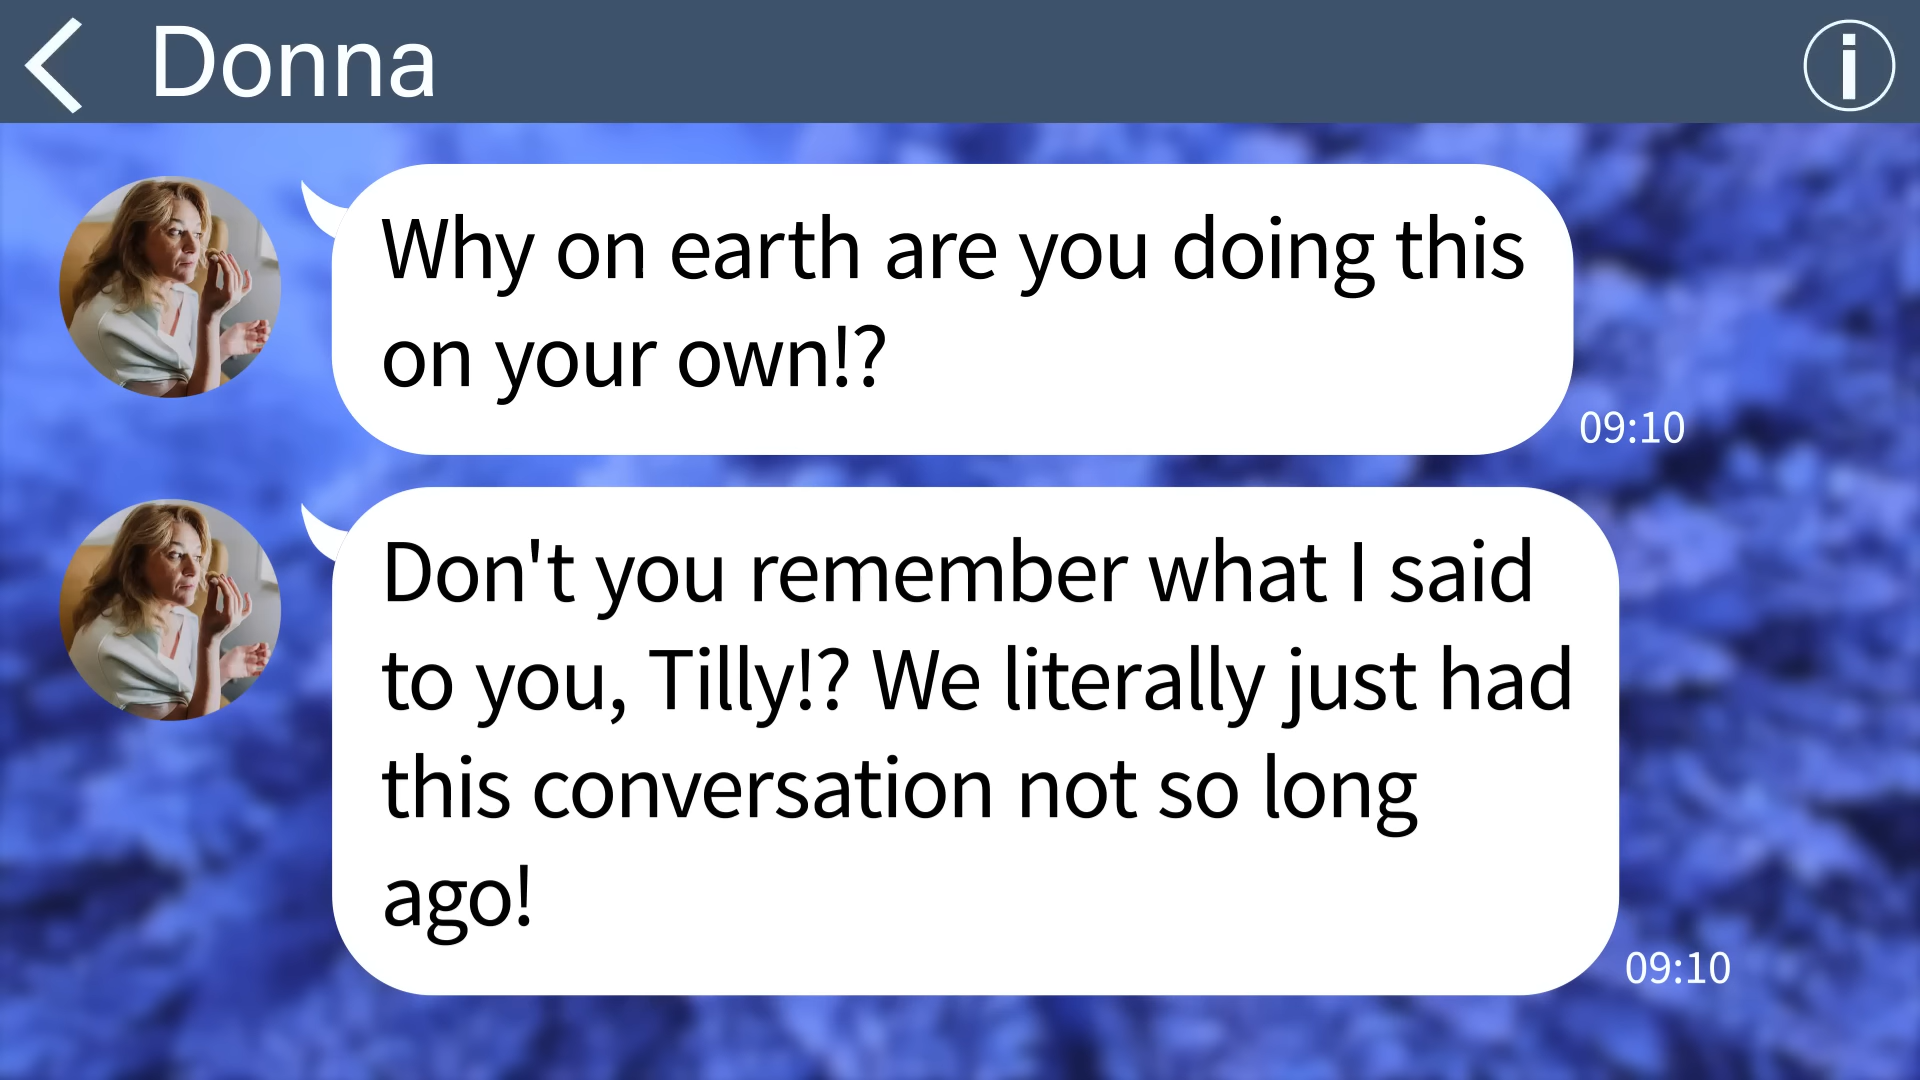 Donna
Why on earth are you doing this
on your own!?
09:10
Don't you remember what I said
to you, Tilly!? We literally just had
this conversation not so long
ago!
09:10